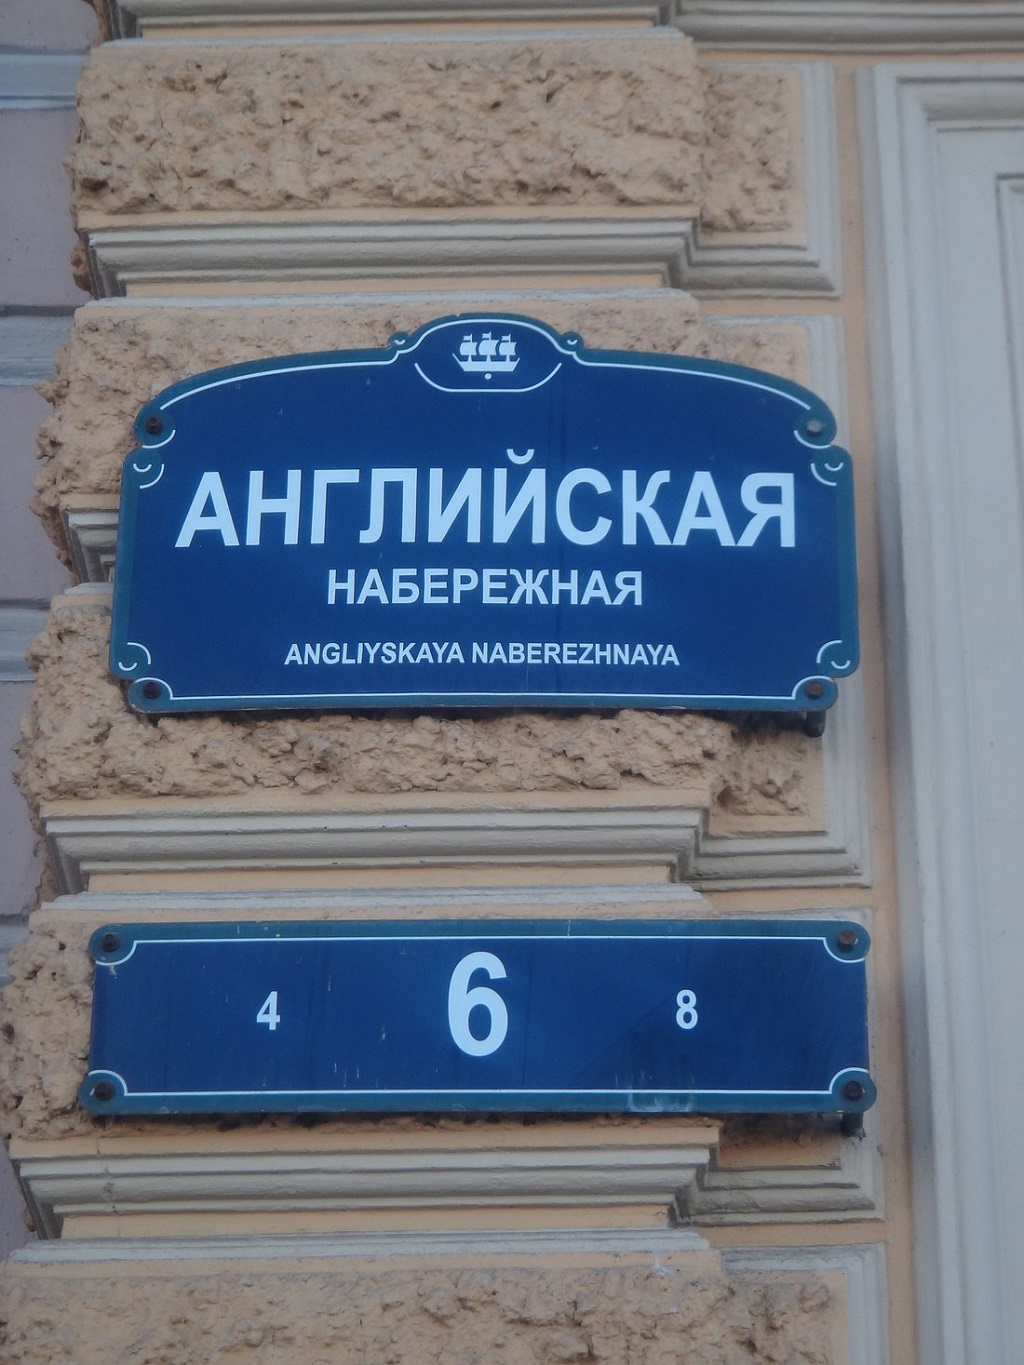 АНГЛИЙСКАЯ
НАБЕРЕЖНАЯ
ANGLIYSKAYA NABEREZHNAYA
4 6 8